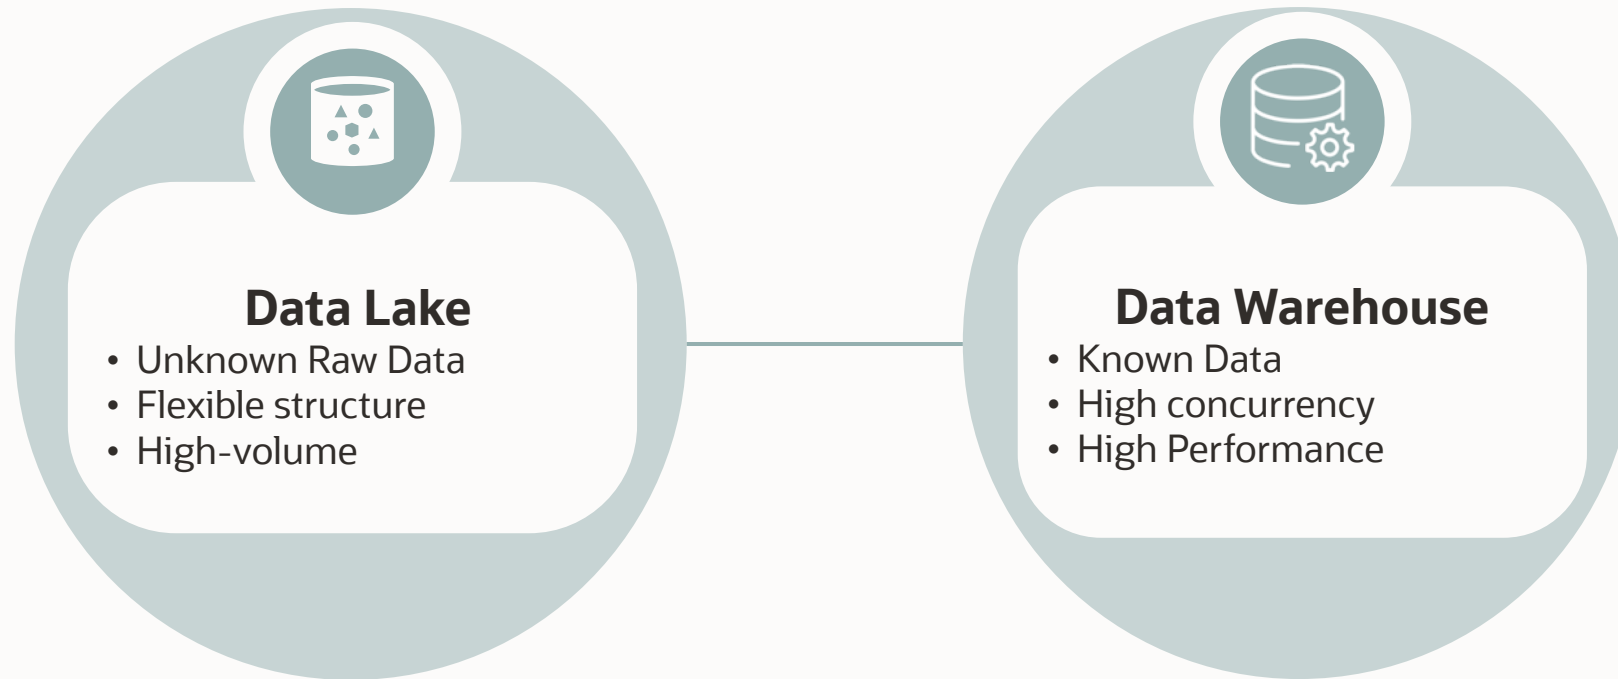 Data Lake
• Unknown Raw Data
• Flexible structure
• High-volume
Data Warehouse
• Known Data
• High concurrency
• High Performance